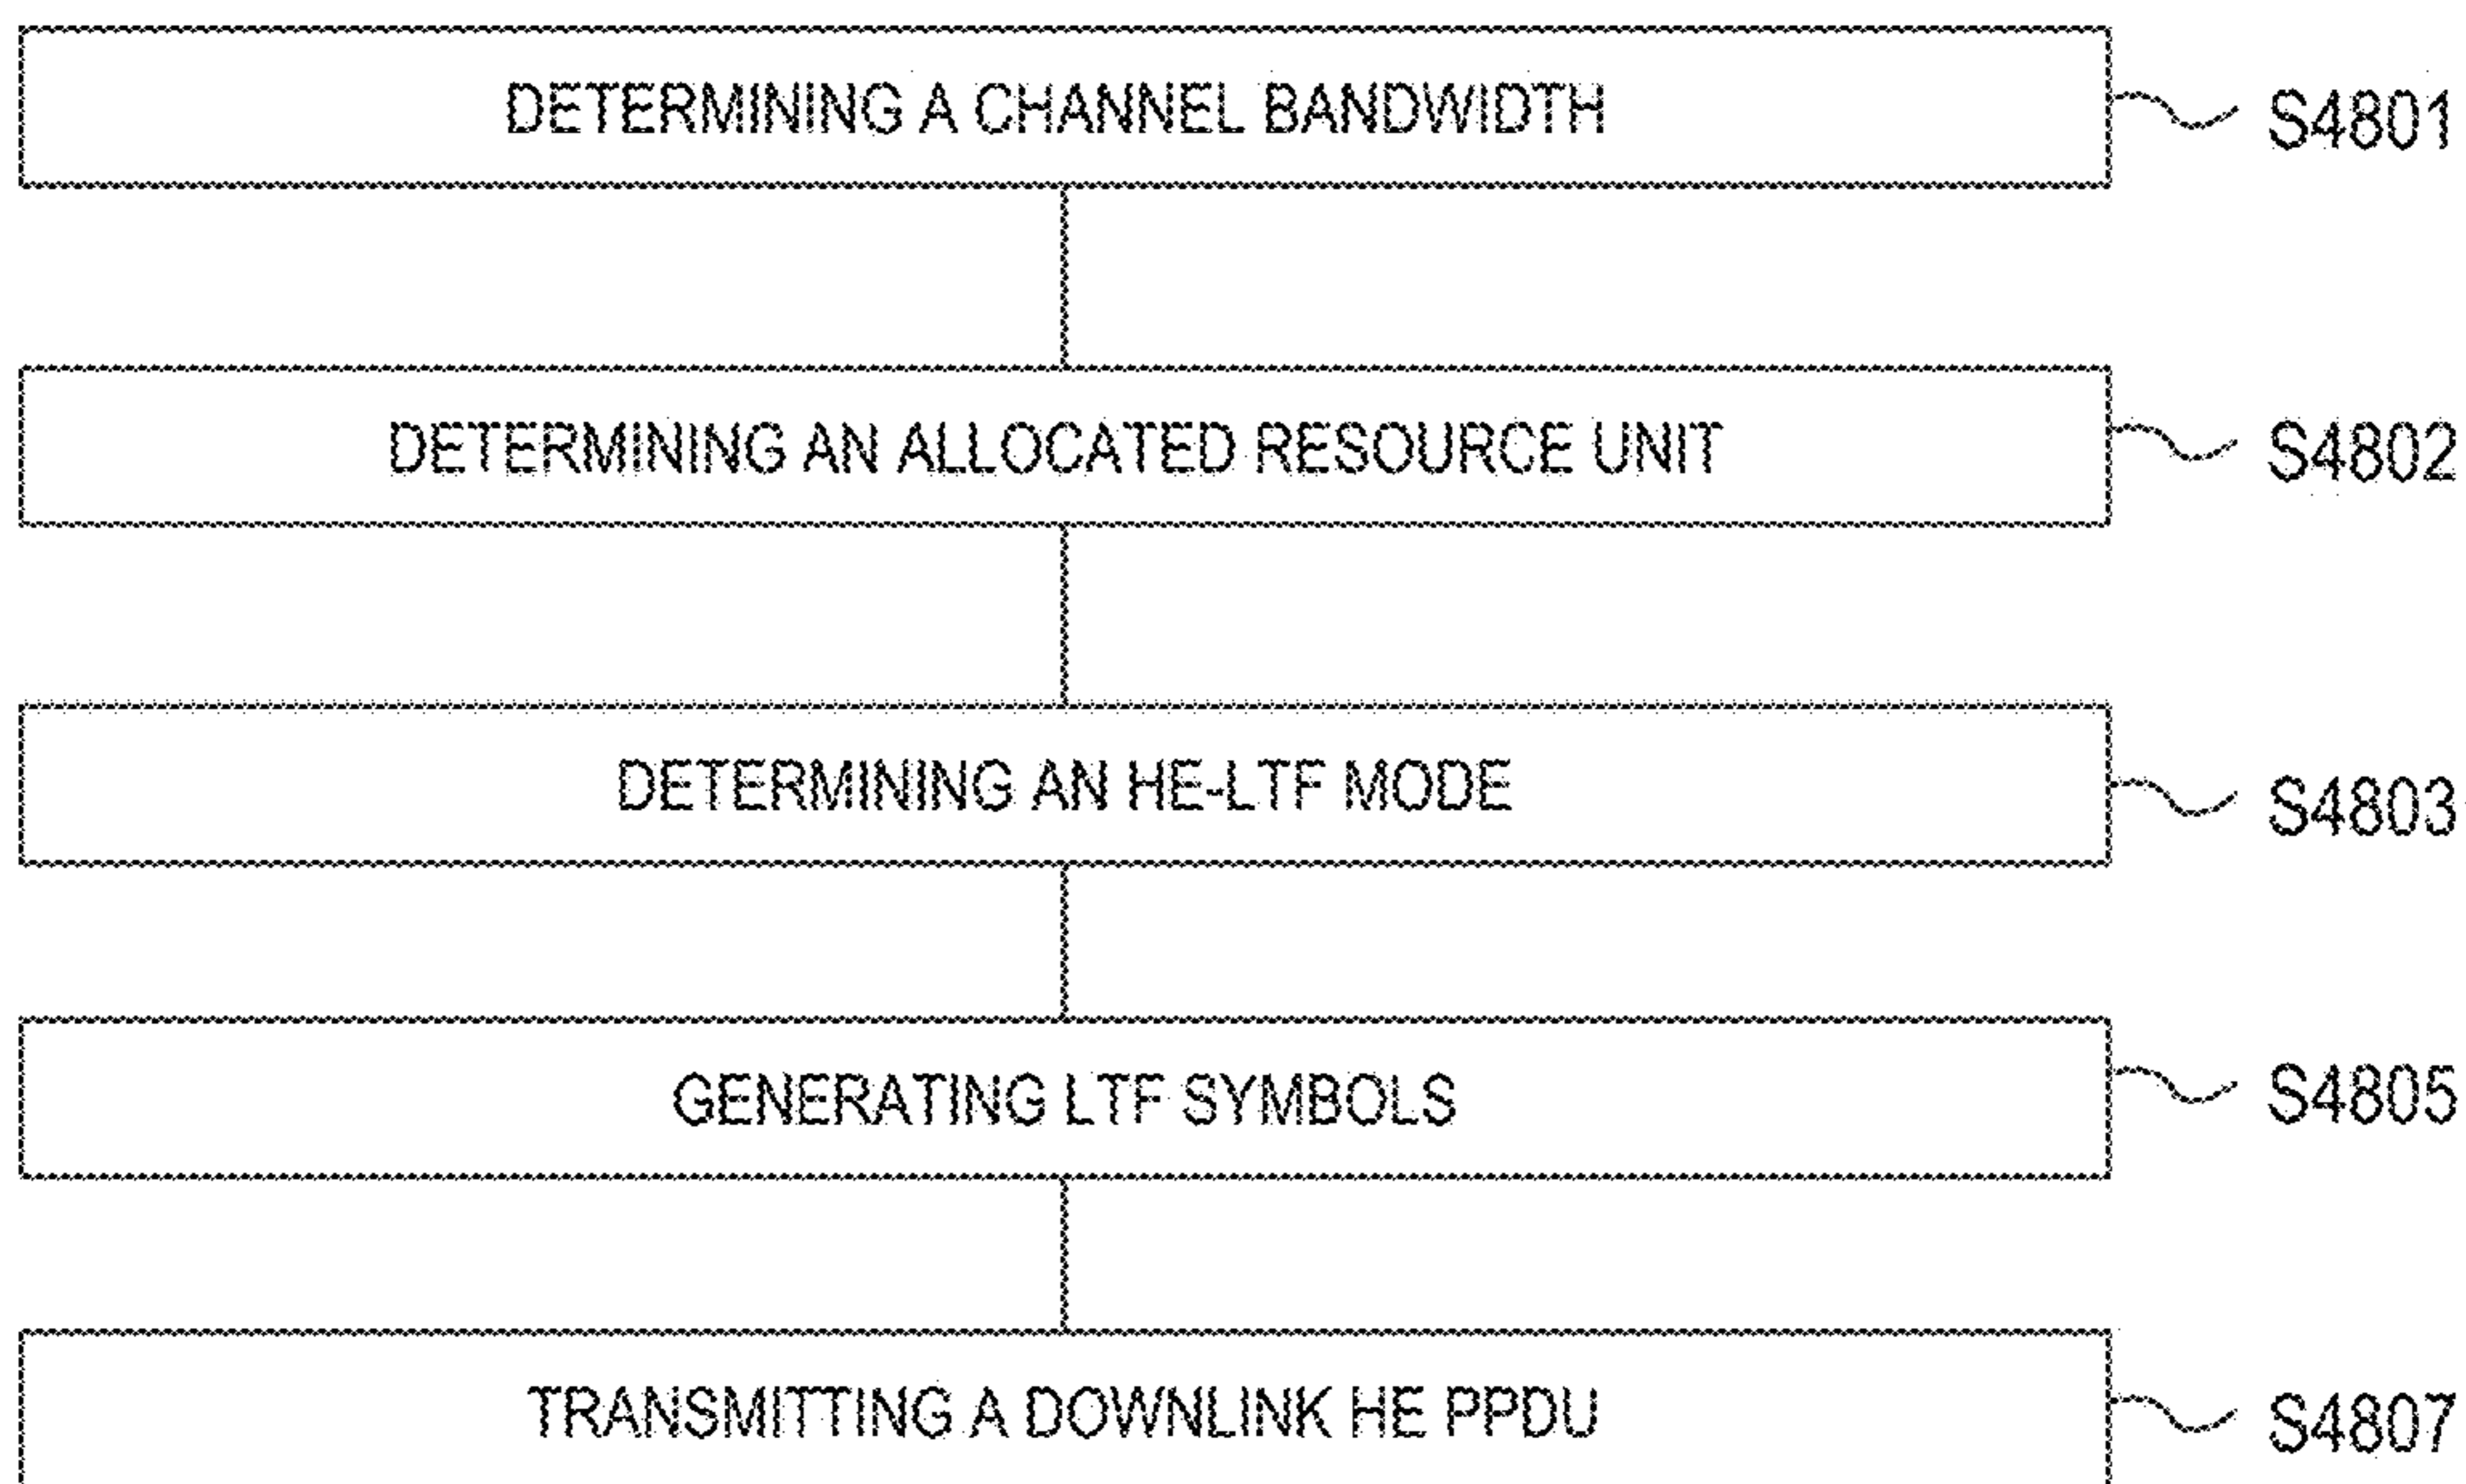 DETERMINING A CHANNEL BANDWIDTH S4801
DETERMINING AN ALLOCATED RESOURCE UNIT S4802
DETERMINING AN HE-LTF MODE S4803
GENERATING LTF SYMBOLS S4805
TRANSMITTING A DOWNLINK HE PPDU S4807